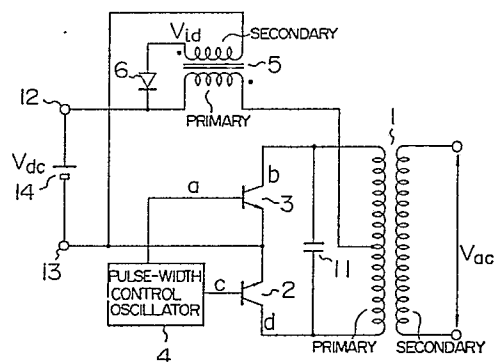 Vid
SECONDARY
6
5
12
PRIMARY
1
Vdc
14
a
b
3
11
Vac
13
PULSE-WIDTH
CONTROL
OSCILLATOR
c
2
d
4
PRIMARY
SECONDARY